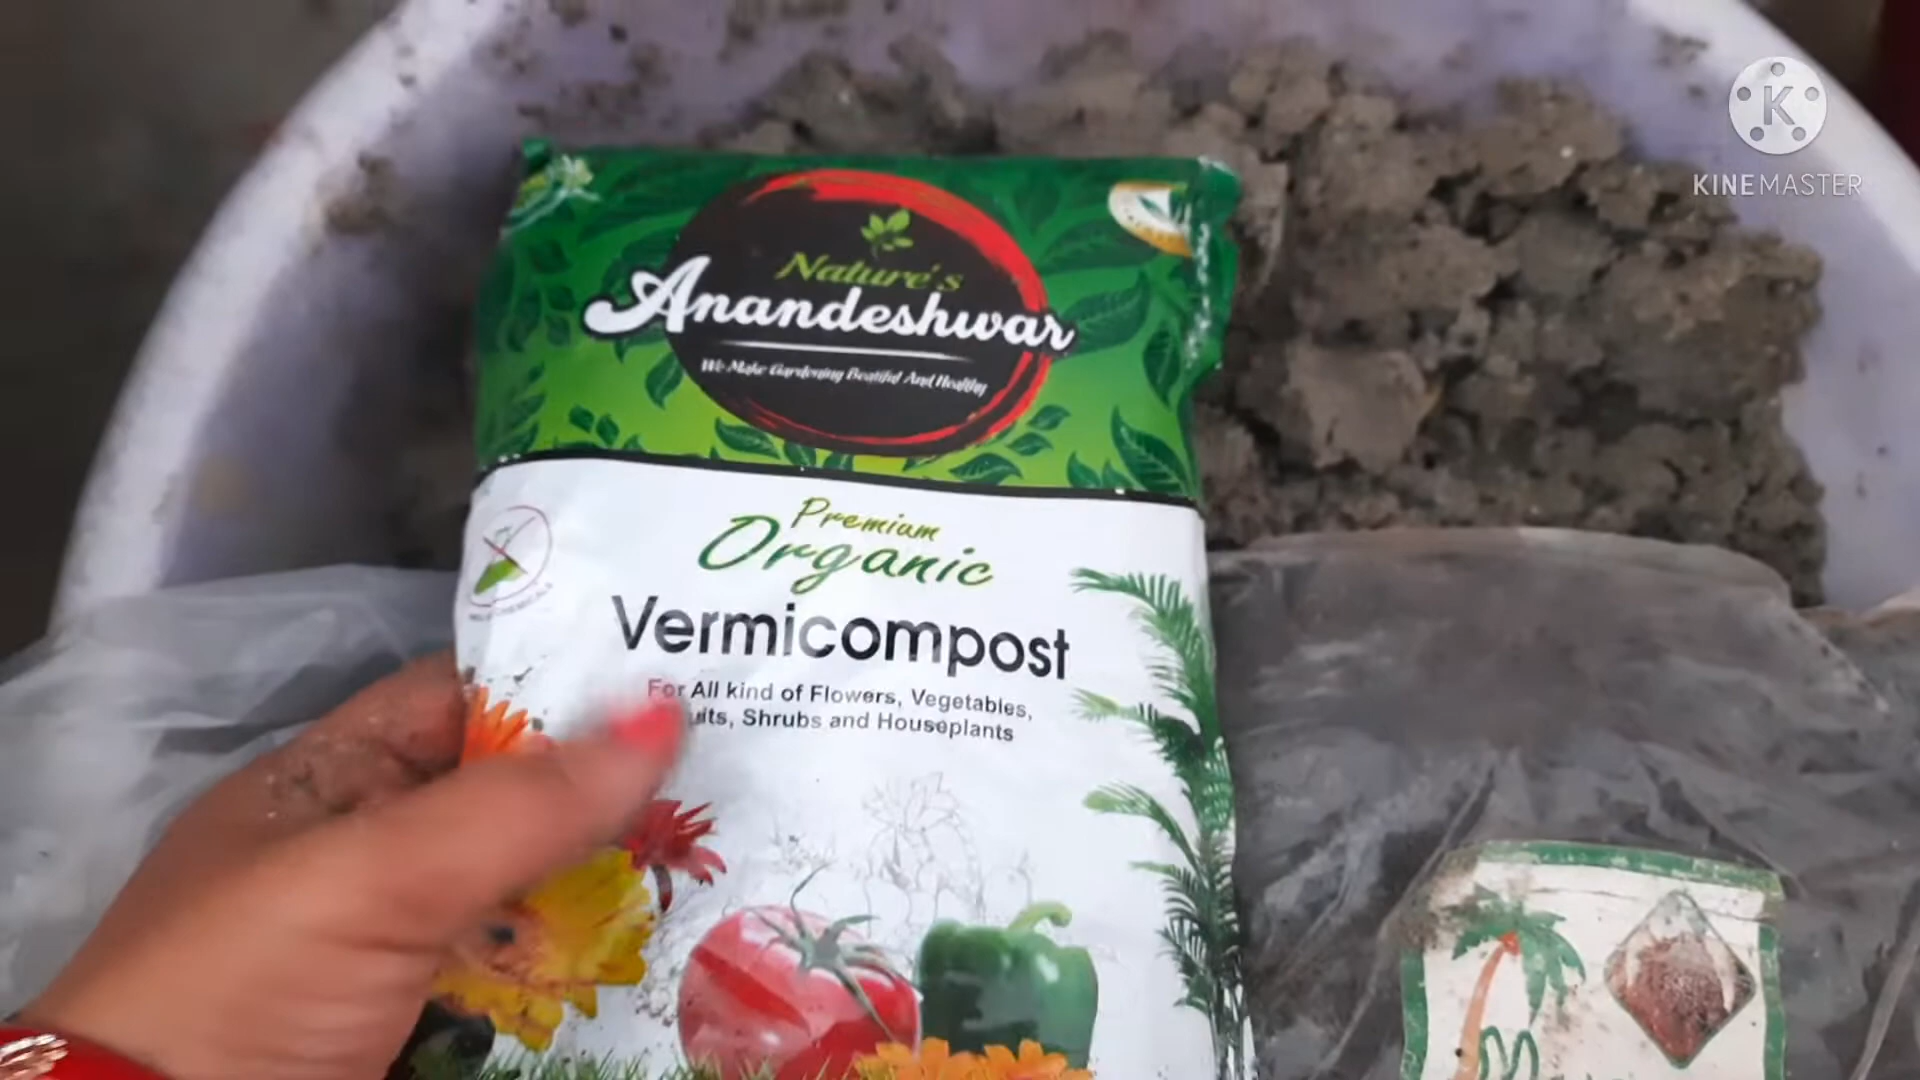 KINEMASTER
Nature's
Anandeshwar
We Make Gardening Beatiful And Healthy
Premium
Organic
Vermicompost
For All kind of Flowers, Vegetables,
Shrubs and Houseplants